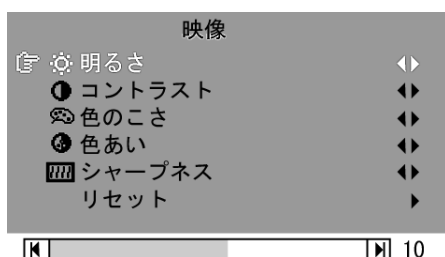 映像
明るさ
コントラスト
色のこさ
色あい
シャープネス
リセット
10